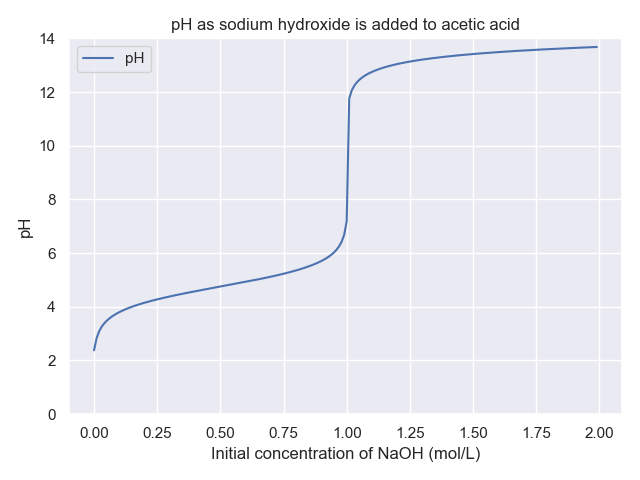 pH as sodium hydroxide is added to acetic acid
pH
14
12
10
8
6
4
2
0
pH
0.00 0.25 0.50 0.75 1.00 1.25 1.50 1.75 2.00
Initial concentration of NaOH (mol/L)